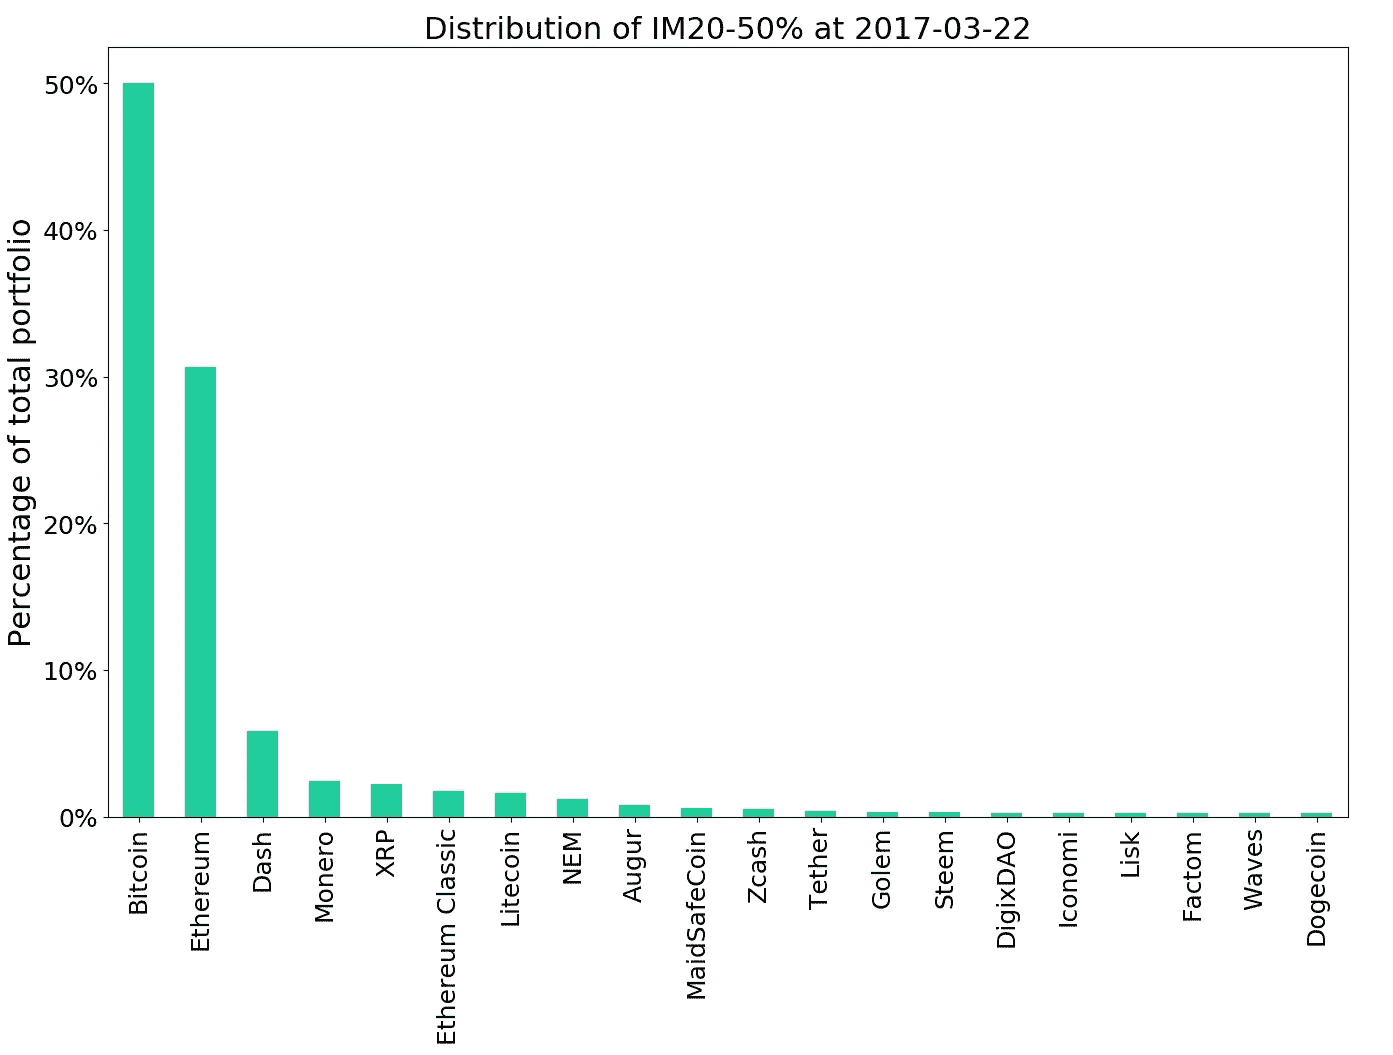 Distribution of IM20-50% at 2017-03-22
Percentage of total portfolio
50%
40%
30%
20%
10%
0%
Bitcoin
Ethereum
Dash
Monero
XRP
Ethereum Classic
Litecoin
NEM
Augur
MaidSafeCoin
Zcash
Tether
Golem
Steem
DigixDAO
Iconomi
Lisk
Factom
Waves
Dogecoin